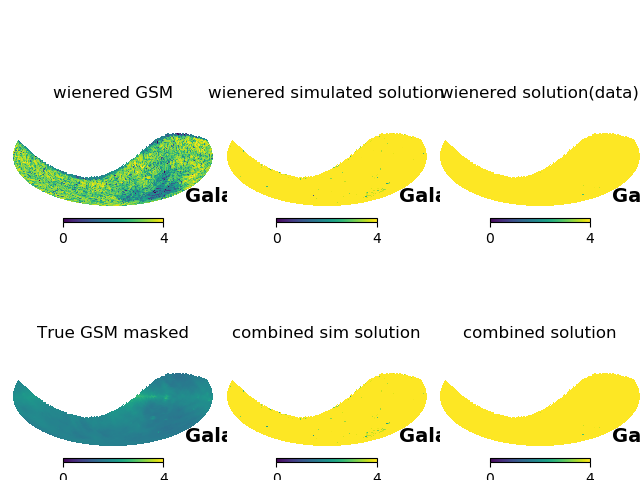 wienered GSM wienered simulated solution wienered solution(data)
Gala Gala Ga
0 4 0 4 0 4
True GSM masked combined sim solution combined solution
Gala Gala Ga
0 4 0 4 0 4